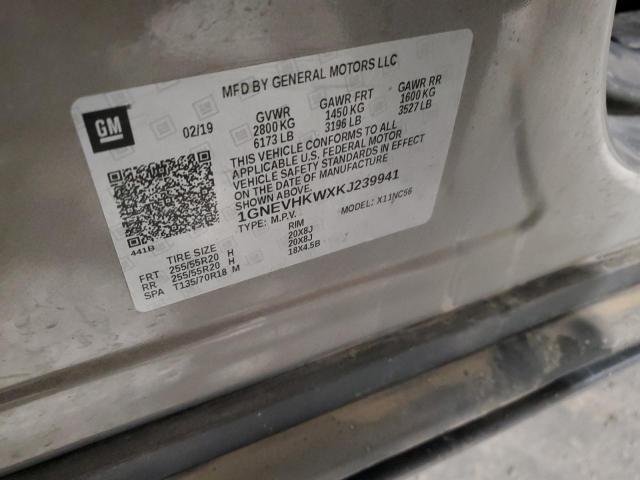 MFD BY GENERAL MOTORS LLC
GM
02/19
GVWR GAWR FRT GAWR RR
2800 KG 1450 KG 1600 KG
6173 LB 3196 LB 3527 LB
THIS VEHICLE CONFORMS TO ALL
APPLICABLE U.S. FEDERAL MOTOR
VEHICLE SAFETY STANDARDS IN EFFECT
ON THE DATE OF MANUFACTURE
SHOWN ABOVE.
1GNEVHKWXKJ239941
TYPE: M.P.V. MODEL: X11NC56
441B
TIRE SIZE RIM
FRT 255/55R20 H 20X8J
RR 255/55R20 H 20X8J
SPA T135/70R18 M 18X4.5B